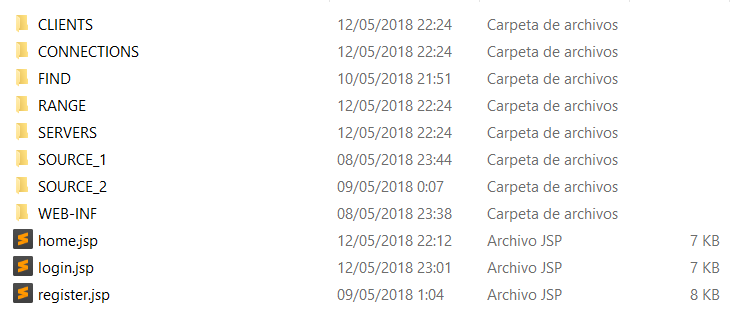 CLIENTS 12/05/2018 22:24 Carpeta de archivos
CONNECTIONS 12/05/2018 22:24 Carpeta de archivos
FIND 10/05/2018 21:51 Carpeta de archivos
RANGE 12/05/2018 22:24 Carpeta de archivos
SERVERS 12/05/2018 22:24 Carpeta de archivos
SOURCE_1 08/05/2018 23:44 Carpeta de archivos
SOURCE_2 09/05/2018 0:07 Carpeta de archivos
WEB-INF 08/05/2018 23:38 Carpeta de archivos
home.jsp 12/05/2018 22:12 Archivo JSP 7 KB
login.jsp 12/05/2018 23:01 Archivo JSP 7 KB
register.jsp 09/05/2018 1:04 Archivo JSP 8 KB